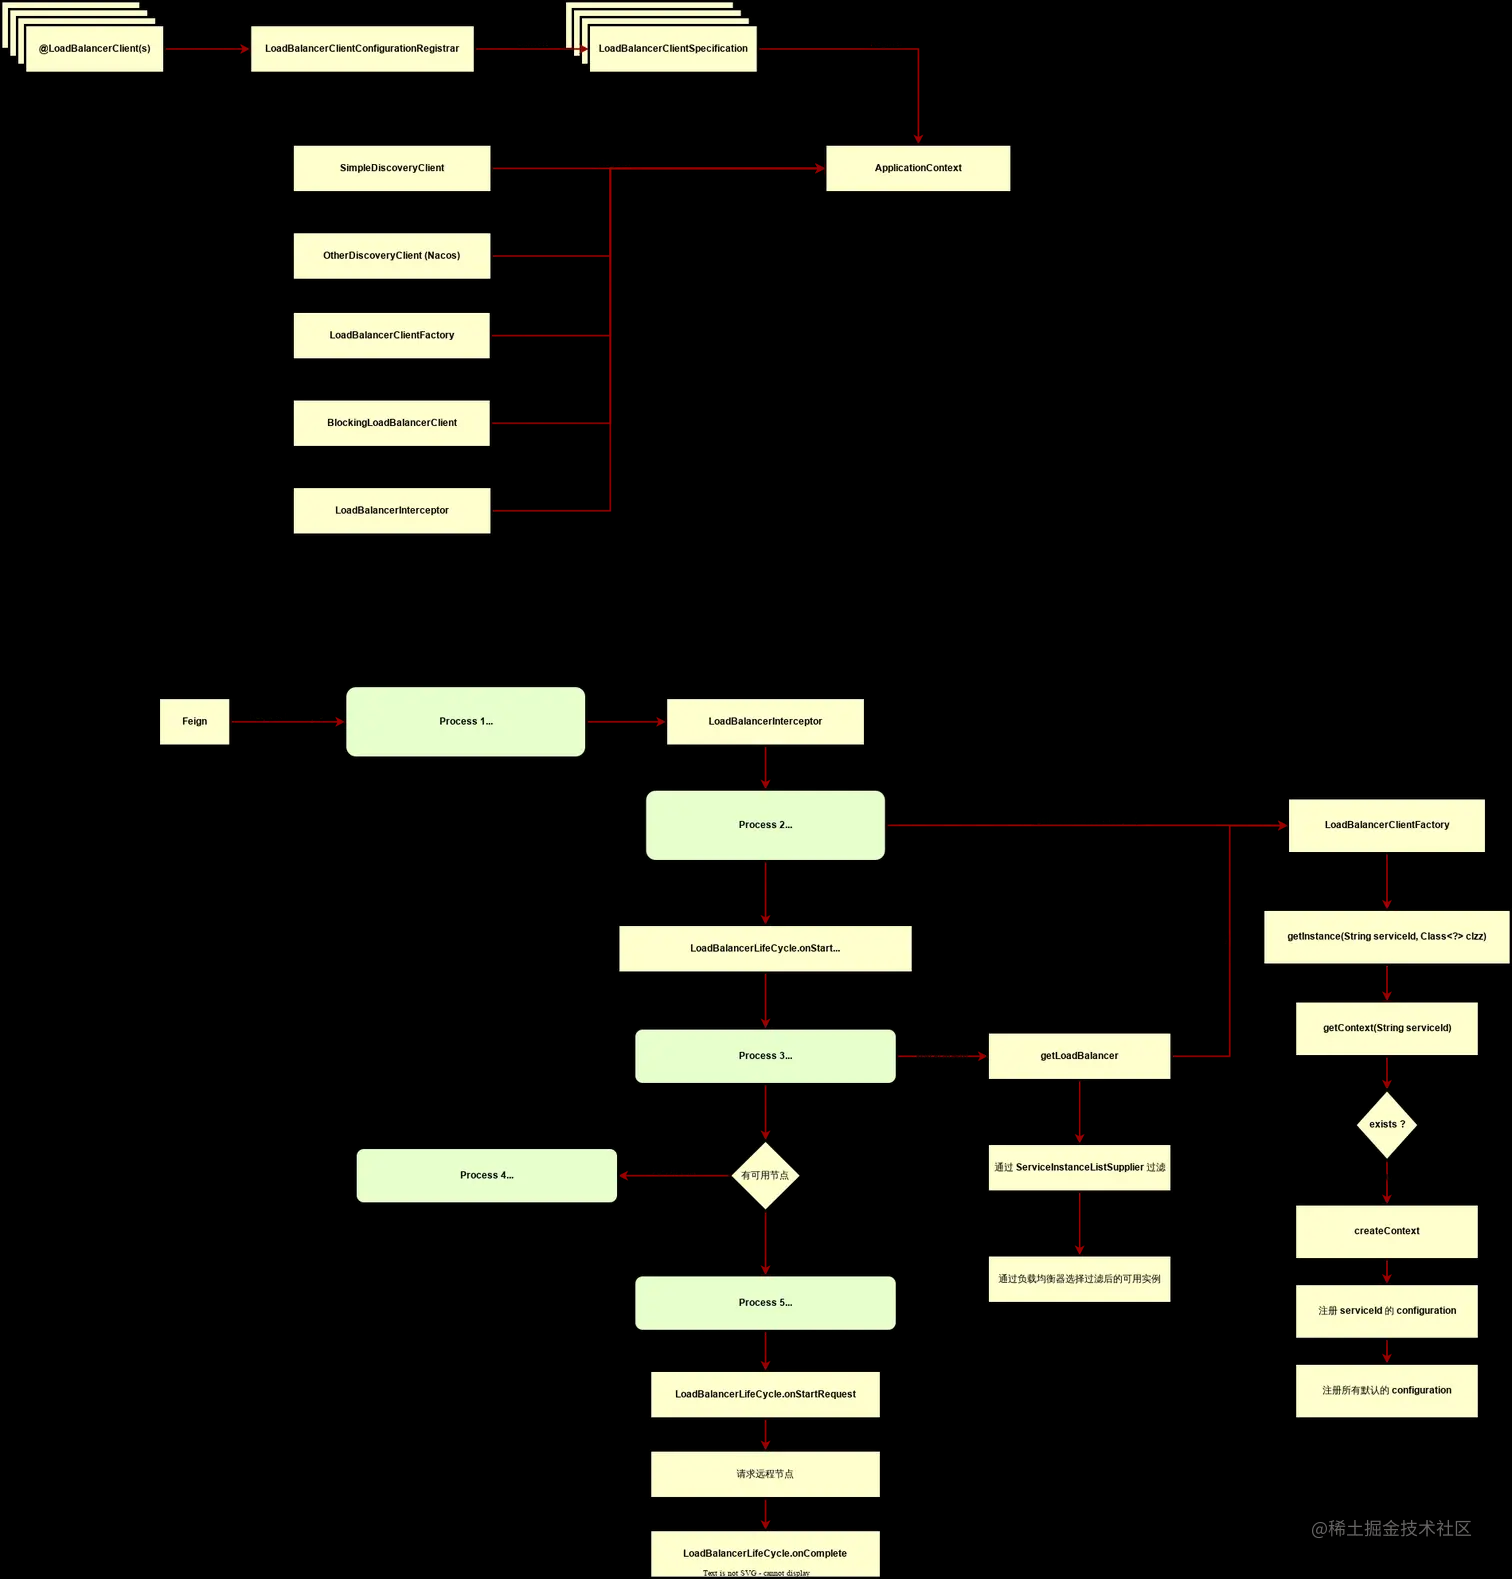 @LoadBalancerClient(s)
LoadBalancerClientConfigurationRegistrar
LoadBalancerClientSpecification
SimpleDiscoveryClient
ApplicationContext
OtherDiscoveryClient (Nacos)
LoadBalancerClientFactory
BlockingLoadBalancerClient
LoadBalancerInterceptor
Feign
Process 1...
LoadBalancerInterceptor
Process 2...
LoadBalancerClientFactory
getInstance(String serviceId, Class<?> clzz)
LoadBalancerLifeCycle.onStart...
getContext(String serviceId)
Process 3...
getLoadBalancer
exists ?
通过 ServiceInstanceListSupplier 过滤
Process 4...
有可用节点
createContext
通过负载均衡器选择过滤后的可用实例
Process 5...
注册 serviceId 的 configuration
注册所有默认的 configuration
LoadBalancerLifeCycle.onStartRequest
请求远程节点
@稀土掘金技术社区
LoadBalancerLifeCycle.onComplete
Text is not SVG - cannot display